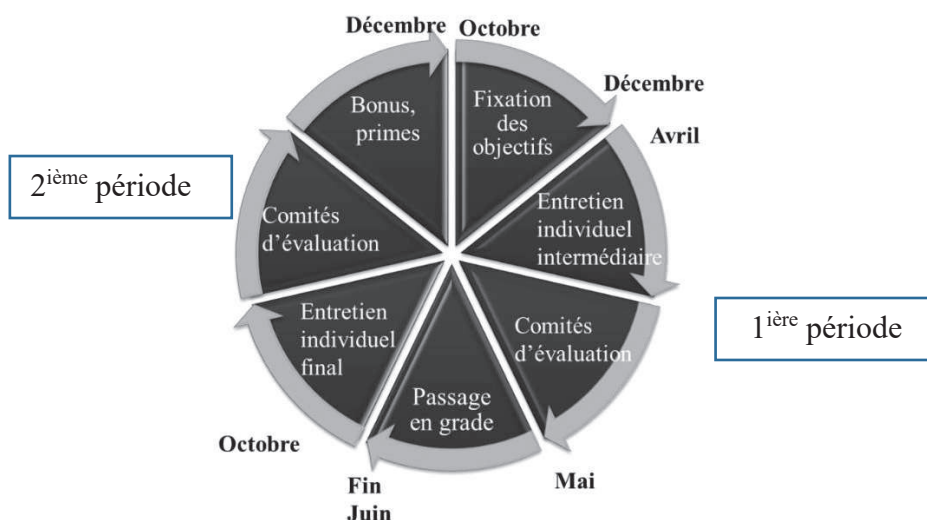 Décembre
Octobre
Bonus,
primes
Fixation
des
objectifs
Décembre
Avril
2ième période
Comités
d’évaluation
Entretien
individuel
intermédiaire
Entretien
individuel
final
Comités
d’évaluation
1ière période
Passage
en grade
Octobre
Fin
Juin
Mai